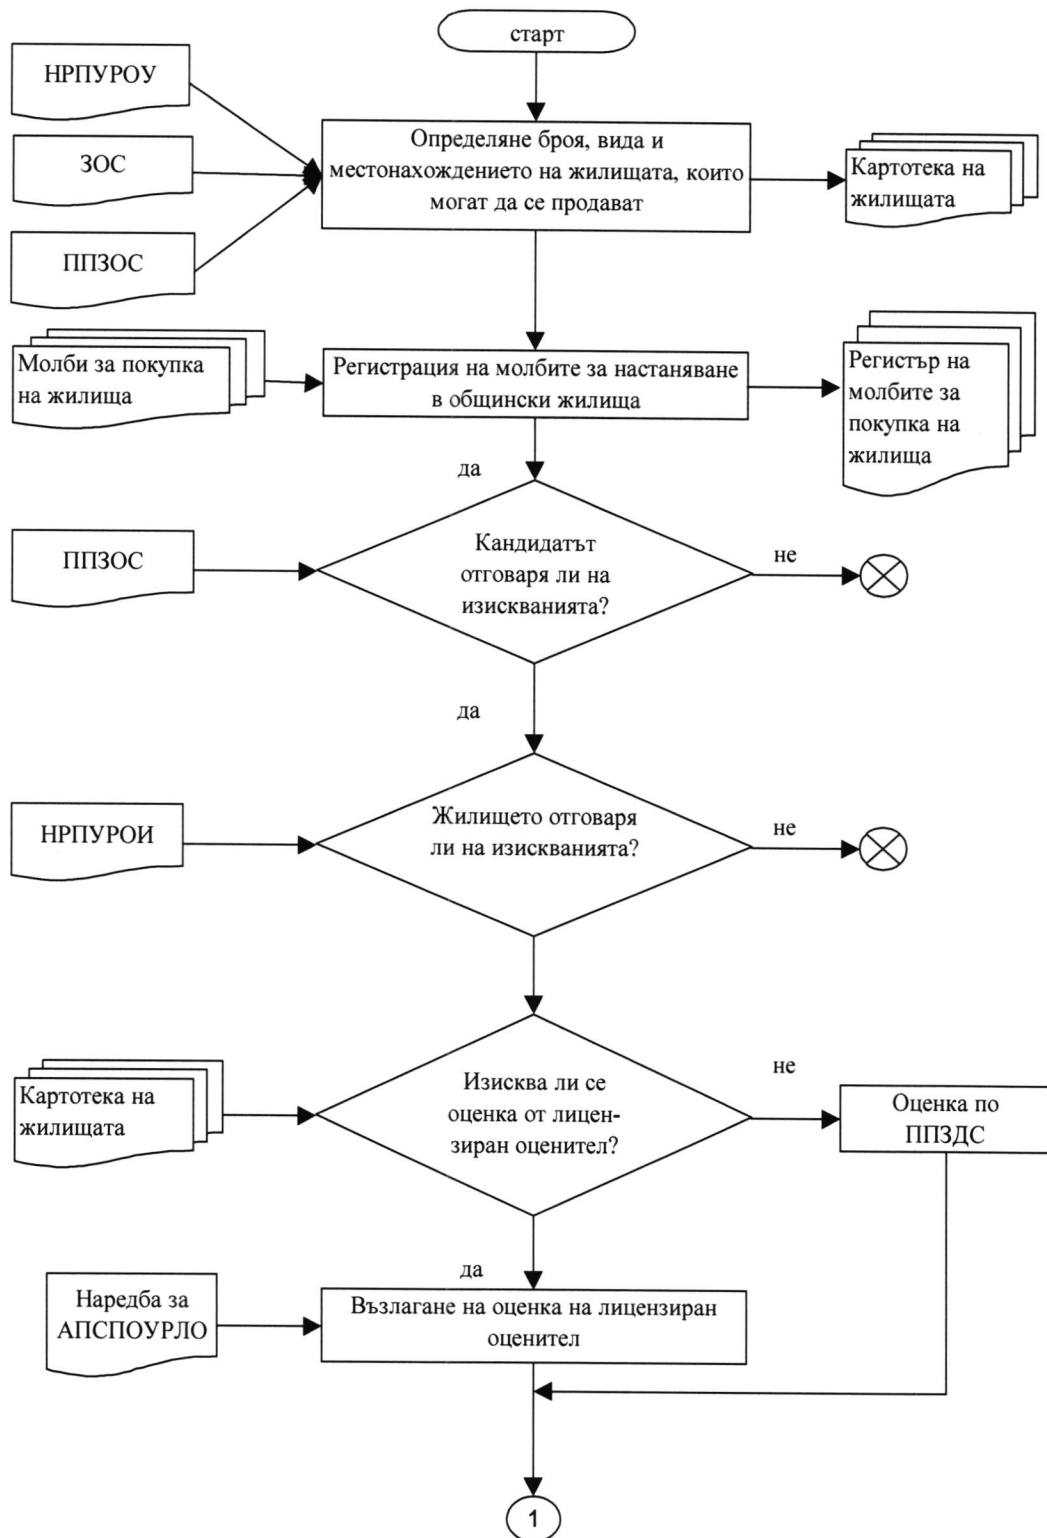 старт
НРПУРОУ
ЗОС
ППЗОС
Определяне броя, вида и
местонахождението на жилищата, които
могат да се продават
Картотека на
жилищата
Молби за покупка
на жилища
Регистрация на молбите за настаняване
в общински жилища
Регистър на
молбите за
покупка на
жилища
да
ППЗОС
Кандидатът
отговаря ли на
изискванията?
не
да
НРПУРОИ
Жилището отговаря
ли на изискванията?
не
Картотека на
жилищата
Изисква ли се
оценка от лицен-
зиран оценител?
не
Оценка по
ППЗДС
да
Наредба за
АПСПОУРЛО
Възлагане на оценка на лицензиран
оценител
1